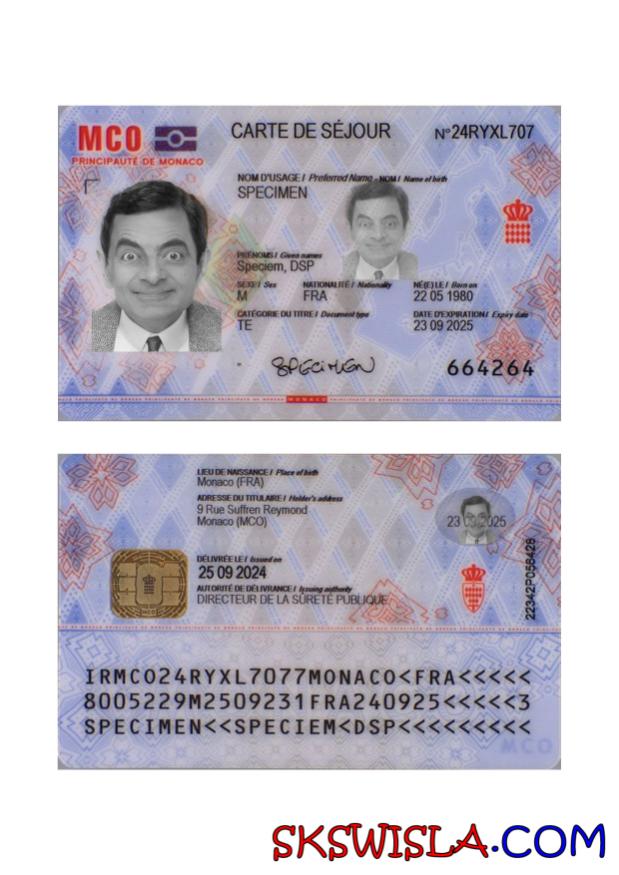 MCO
PRINCIPAUTÉ DE MONACO
CARTE DE SÉJOUR
N° 24RYXL707
NOM D'USAGE / Preferred Name - NOM / Name of birth
SPECIMEN
PRÉNOMS / Given names
Speciem, DSP
SEXE / Sex NATIONALITÉ / Nationality NÉ(E) LE / Born on
M FRA 22 05 1980
CATÉGORIE DU TITRE / Document type DATE D'EXPIRATION / Expiry date
TE 23 09 2025
SPECIMEN
664264
MONACO
LIEU DE NAISSANCE / Place of birth
Monaco (FRA)
ADRESSE DU TITULAIRE / Holder's address
9 Rue Suffren Reymond
Monaco (MCO)
23 09 2025
DÉLIVRÉE LE / Issued on
25 09 2024
AUTORITÉ DE DÉLIVRANCE / Issuing authority
DIRECTEUR DE LA SÛRETÉ PUBLIQUE
IRMCO24RYXL7077MONACO<FRA<<<<<
8005229M2509231FRA240925<<<<<3
SPECIMEN<<SPECIEM<DSP<<<<<<<<<
MCO
SKSWISLA.COM